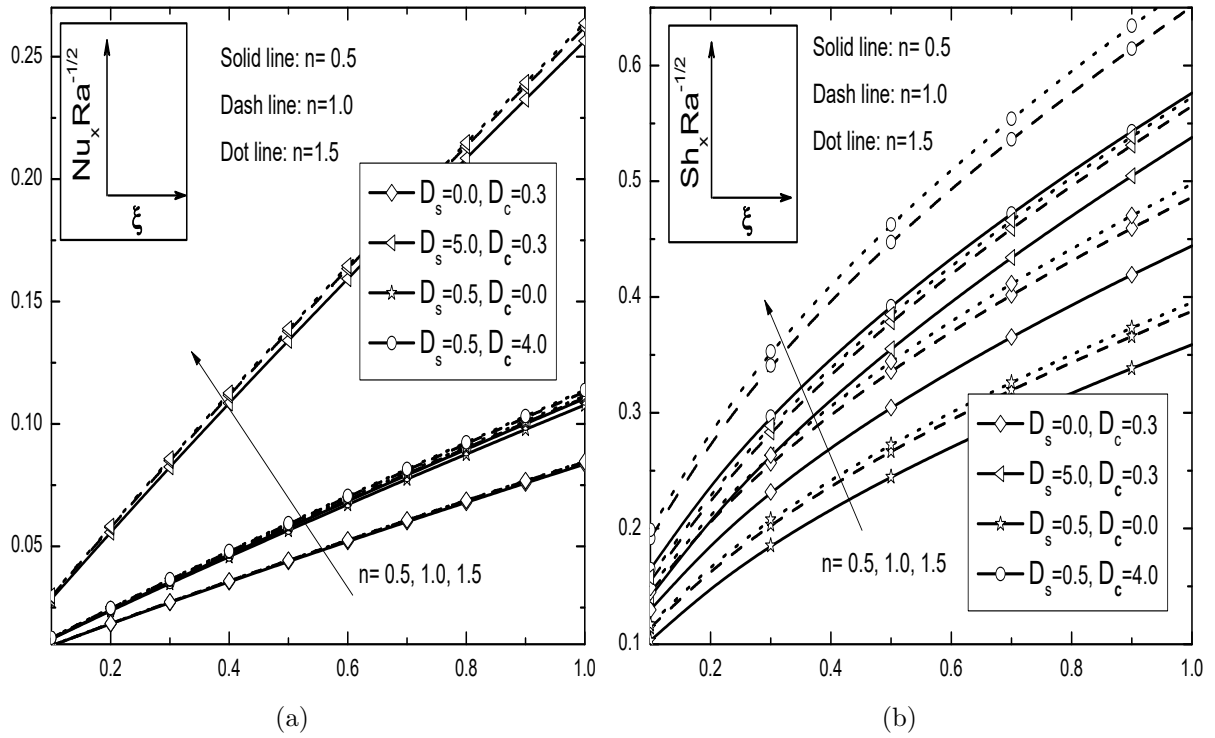 Nu_x Ra^{-1/2}
ξ
Solid line: n= 0.5
Dash line: n=1.0
Dot line: n=1.5
D_s=0.0, D_c=0.3
D_s=5.0, D_c=0.3
D_s=0.5, D_c=0.0
D_s=0.5, D_c=4.0
n= 0.5, 1.0, 1.5
0.25
0.20
0.15
0.10
0.05
0.2 0.4 0.6 0.8 1.0
(a)
Sh_x Ra^{-1/2}
ξ
Solid line: n = 0.5
Dash line: n=1.0
Dot line: n=1.5
D_s=0.0, D_c=0.3
D_s=5.0, D_c=0.3
D_s=0.5, D_c=0.0
D_s=0.5, D_c=4.0
n= 0.5, 1.0, 1.5
0.6
0.5
0.4
0.3
0.2
0.1
0.2 0.4 0.6 0.8 1.0
(b)